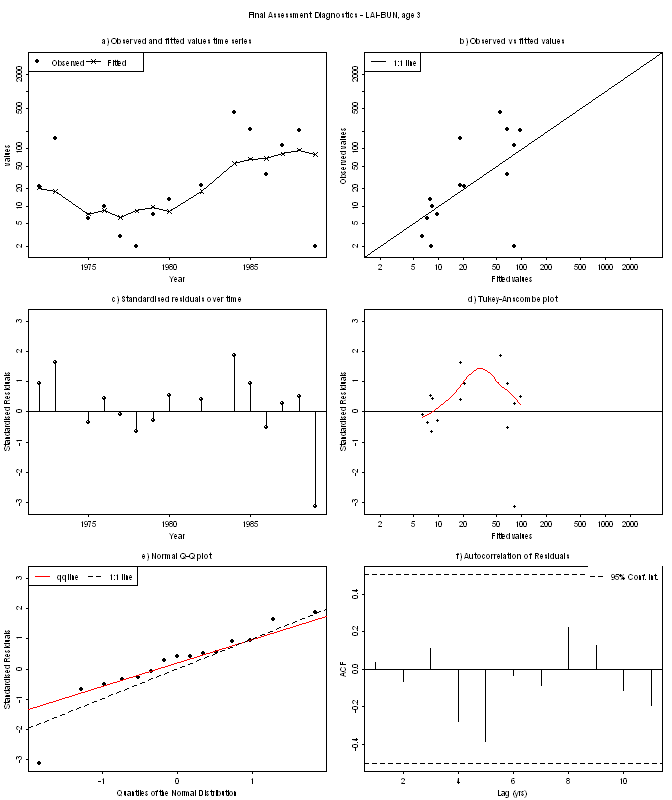 Final Assessment Diagnostics - LAI-BUN, age 3
a) Observed and fitted values time series
Observed Fitted
values
2 5 10 20 50 100 500 2000
1975 1980 1985
Year
b) Observed vs fitted values
1:1 line
Observed values
2 5 10 20 50 100 500 2000
2 5 10 20 50 100 200 500 1000 2000
Fitted values
c) Standardised residuals over time
Standardised Residuals
-3 -2 -1 0 1 2 3
1975 1980 1985
Year
d) Tukey-Anscombe plot
Standardised Residuals
-3 -2 -1 0 1 2 3
2 5 10 20 50 100 200 500 1000 2000
Fitted values
e) Normal Q-Q plot
qq line 1:1 line
Standardised Residuals
-3 -2 -1 0 1 2 3
-1 0 1
Quantiles of the Normal Distribution
f) Autocorrelation of Residuals
95% Conf. Int.
ACF
-0.4 -0.2 0.0 0.2 0.4
2 4 6 8 10
Lag (yrs)